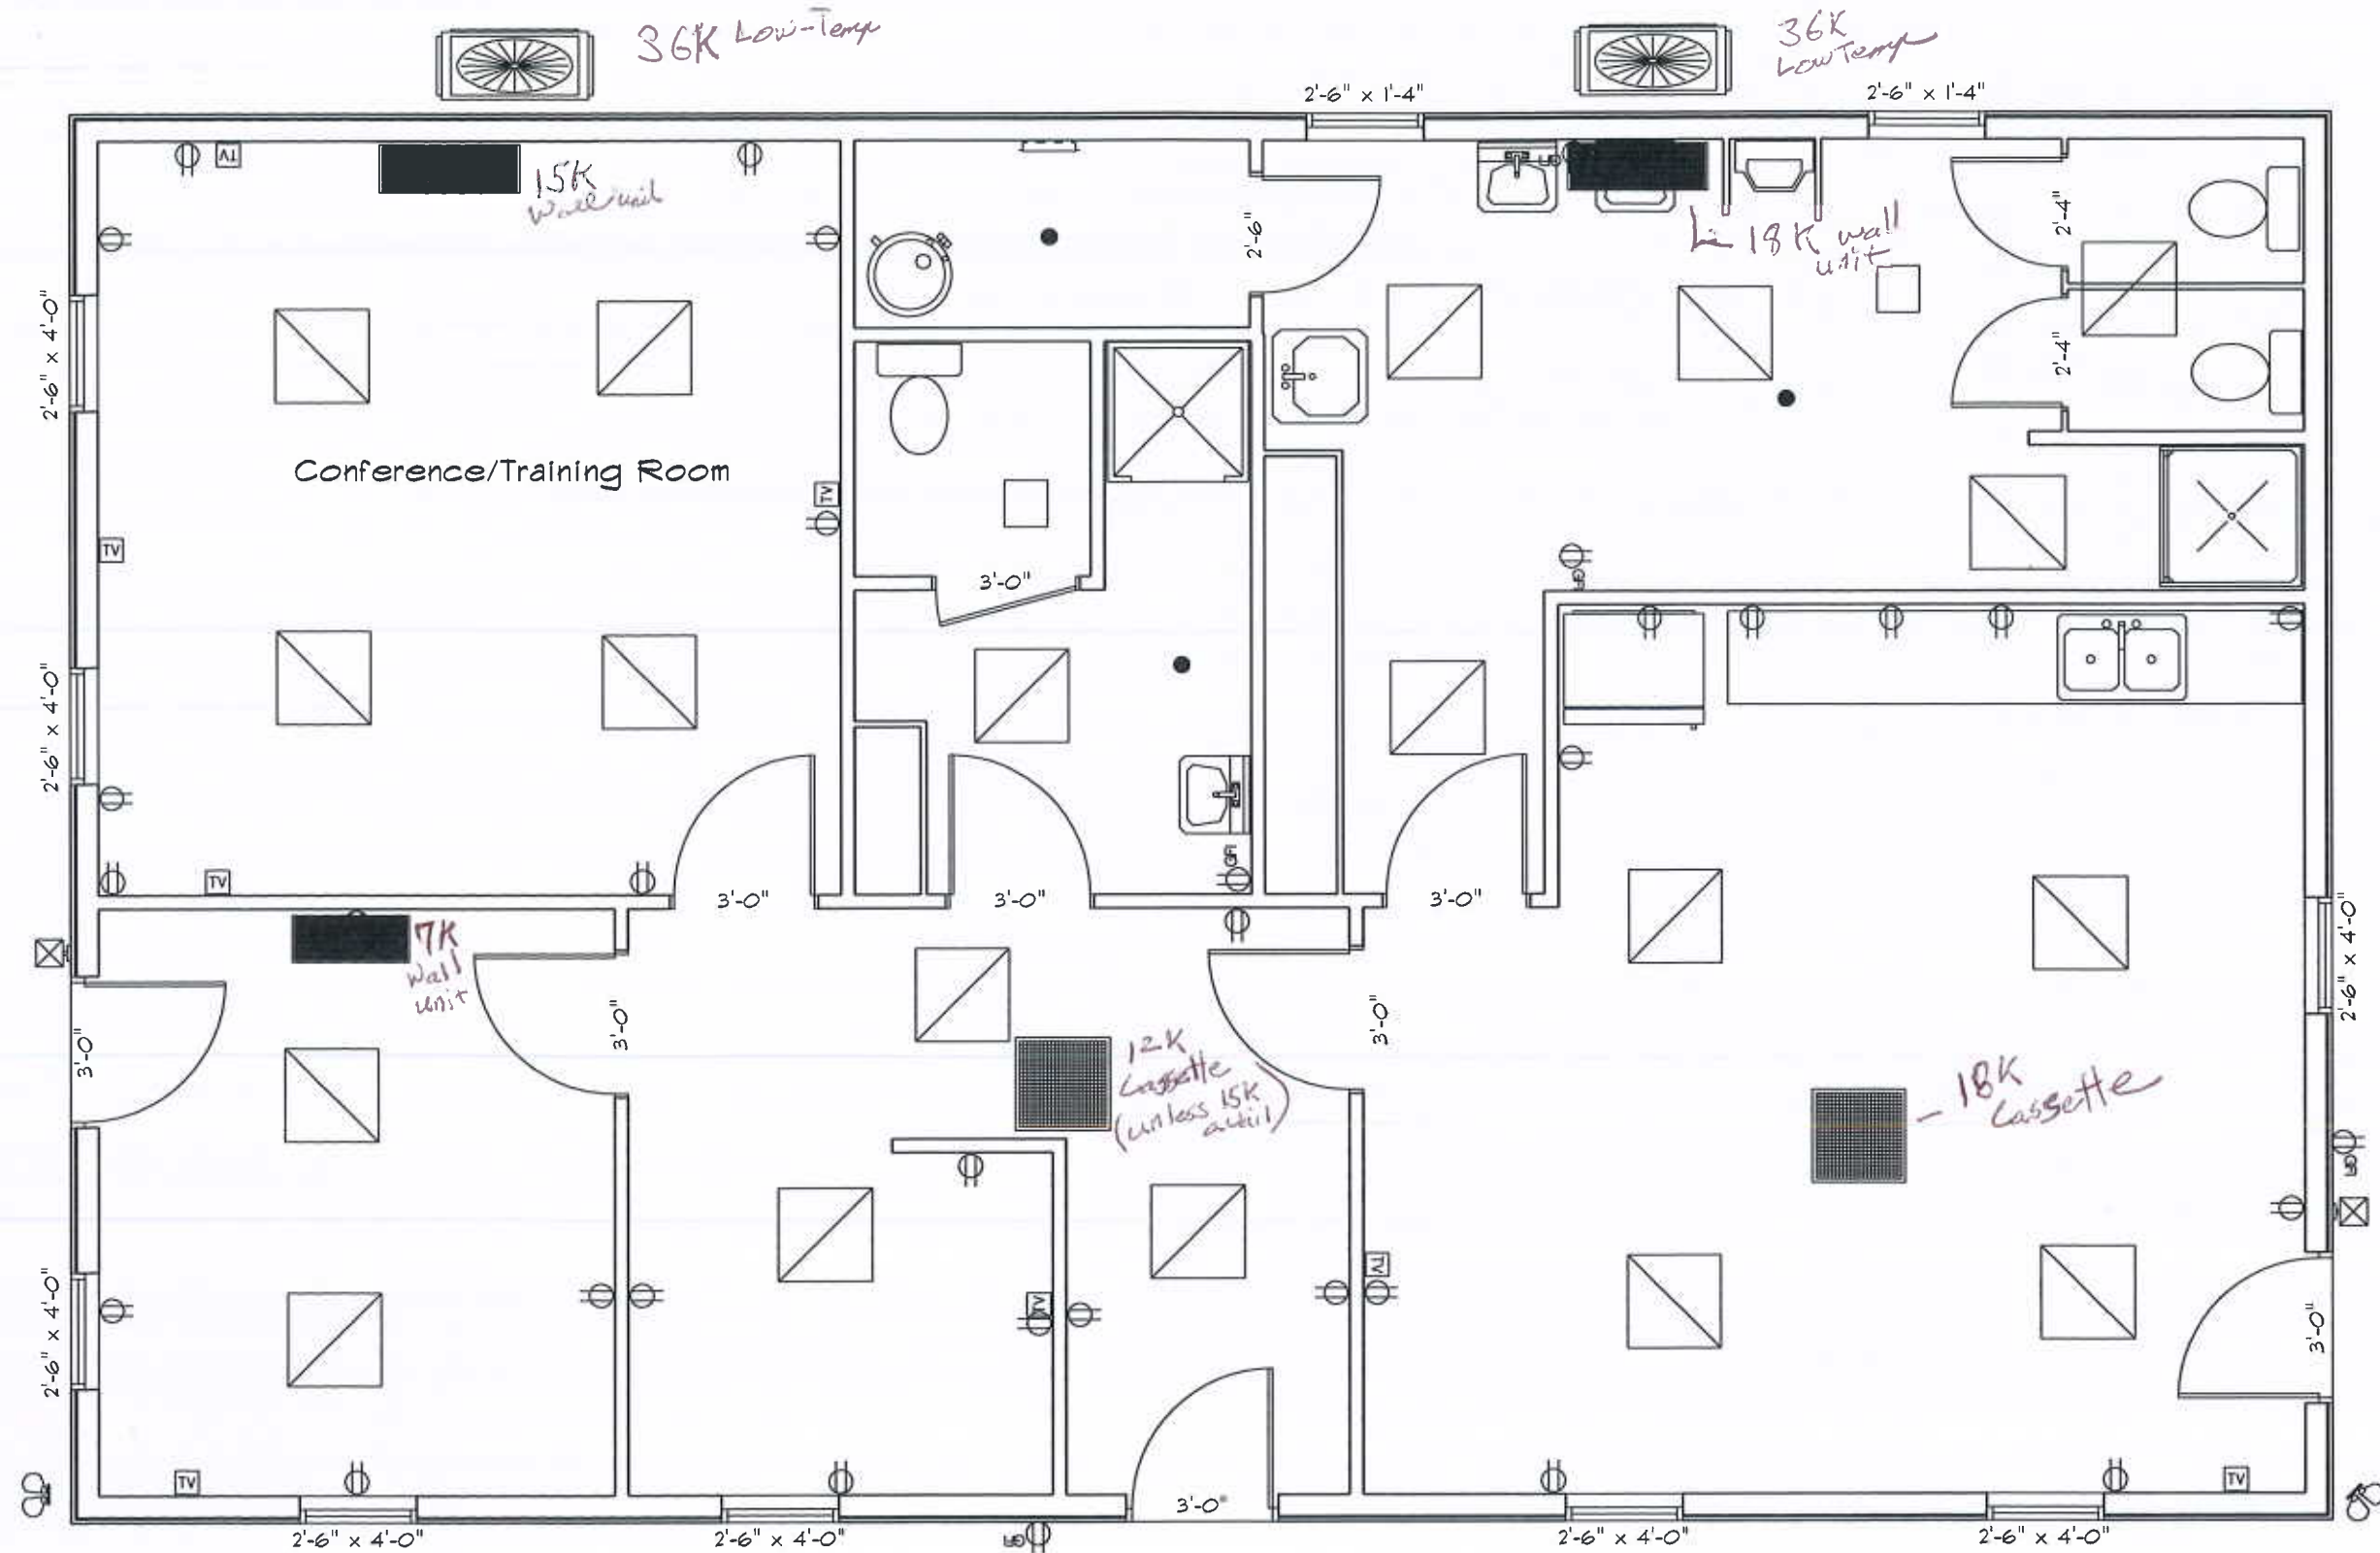 36K Low-Temp
36K
Low Temp
2'-6" x 1'-4"
2'-6" x 1'-4"
TV
15K
Wall unit
2'-6"
2'-4"
18K wall
unit
2'-6" x 4'-0"
2'-4"
Conference/Training Room
TV
TV
3'-0"
GFI
2'-6" x 4'-0"
GFI
TV
3'-0"
3'-0"
3'-0"
7K
Wall
unit
2'-6" x 4'-0"
3'-0"
3'-0"
3'-0"
12K
Cassette
(unless 15K
avail)
18K
Cassette
GFI
TV
TV
2'-6" x 4'-0"
3'-0"
TV
TV
3'-0"
2'-6" x 4'-0"
2'-6" x 4'-0"
2'-6" x 4'-0"
2'-6" x 4'-0"